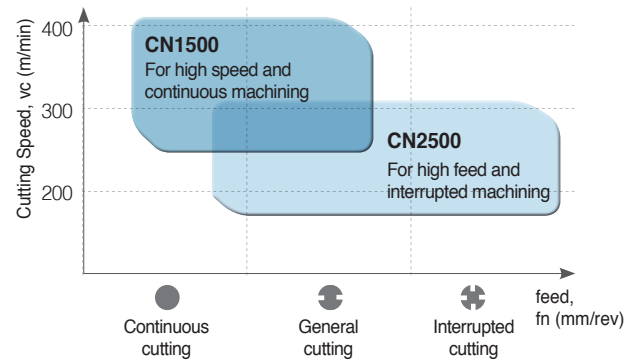 Cutting Speed, vc (m/min)
400
300
200
CN1500
For high speed and
continuous machining
CN2500
For high feed and
interrupted machining
Continuous
cutting
General
cutting
Interrupted
cutting
feed,
fn (mm/rev)